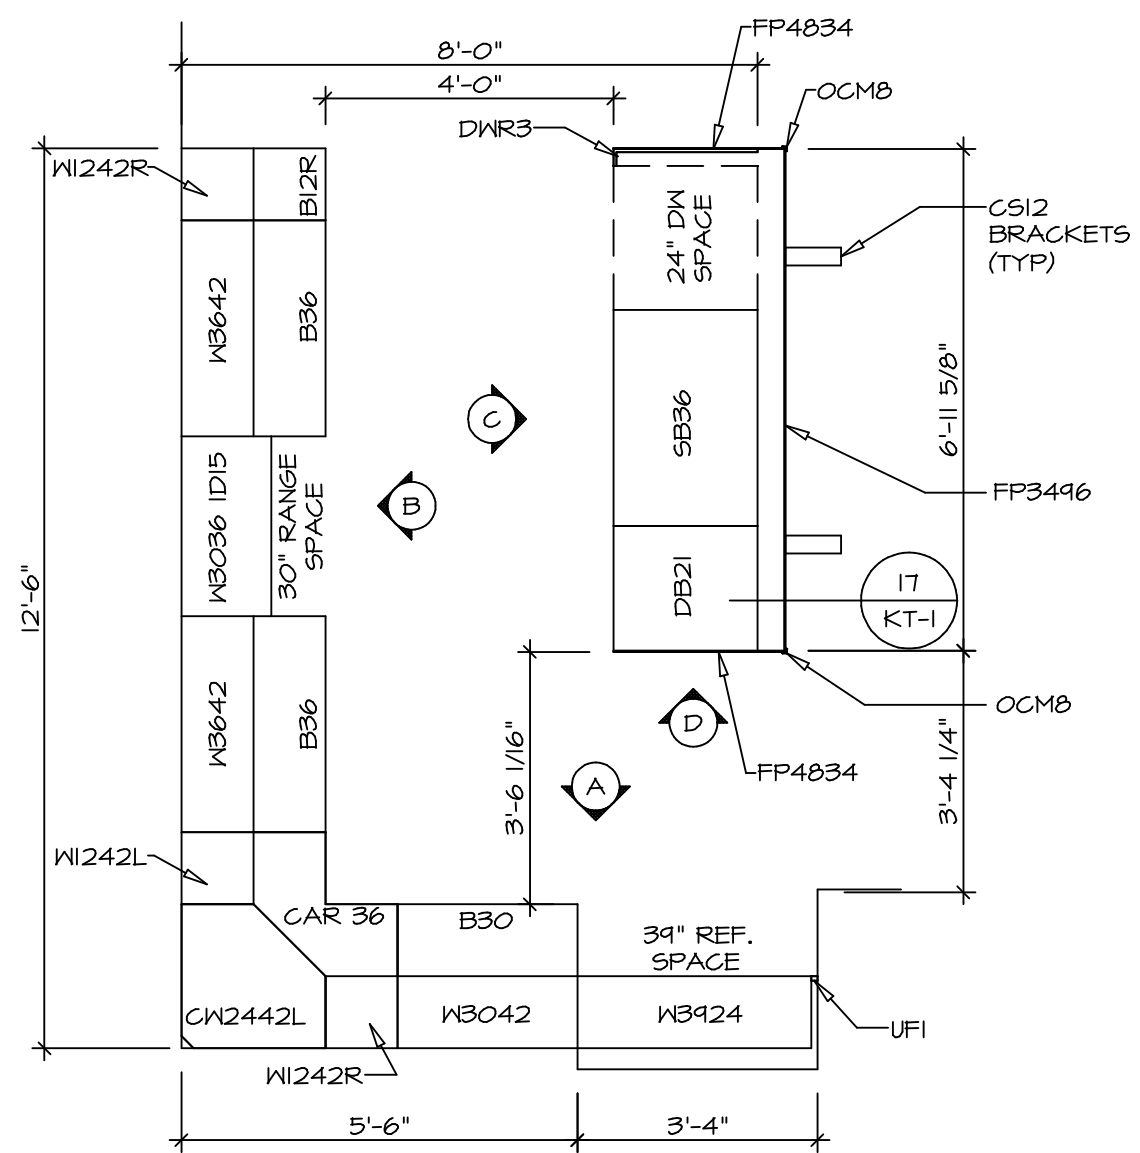 FP4834
8'-0"
4'-0"
OCM8
DWR3
W1242R
B12R
24" DW
SPACE
CS12
BRACKETS
(TYP)
W3642
B36
6'-11 5/8"
C
SB36
W3036 1D15
30" RANGE
SPACE
B
FP3496
12'-6"
DB21
17
KT-1
W3642
B36
OCM8
D
3'-6 1/16"
FP4834
3'-4 1/4"
A
W1242L
CAR 36
B30
39" REF.
SPACE
CW2442L
W3042
W3924
UF1
W1242R
5'-6"
3'-4"